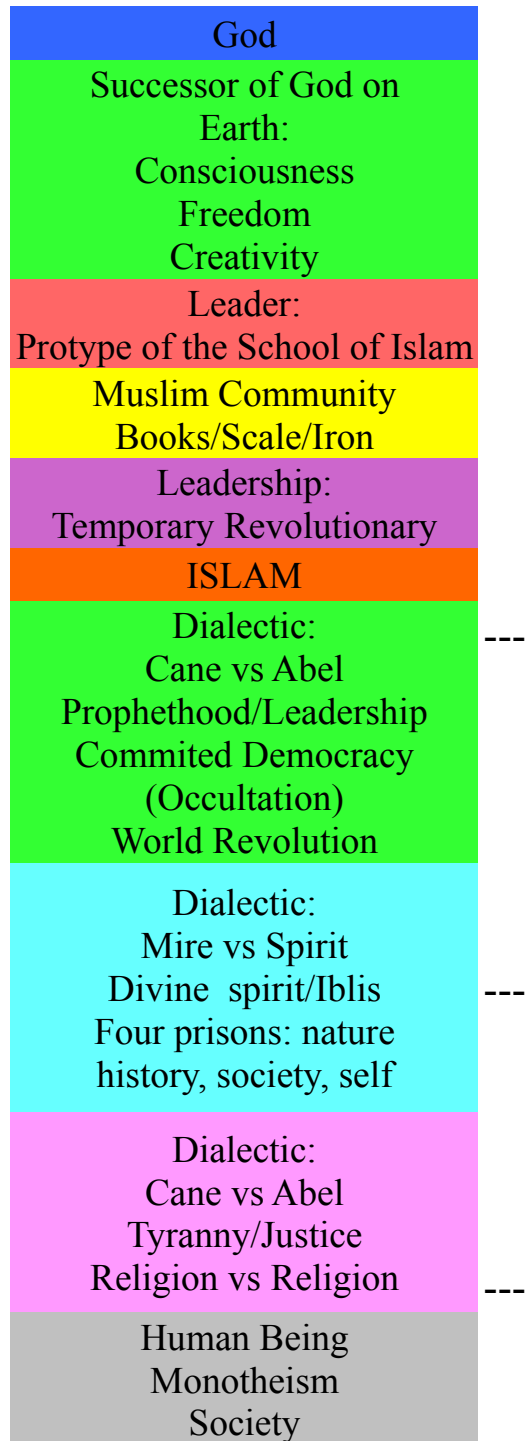 God
Successor of God on
Earth:
Consciousness
Freedom
Creativity
Leader:
Protype of the School of Islam
Muslim Community
Books/Scale/Iron
Leadership:
Temporary Revolutionary
ISLAM
Dialectic:
Cane vs Abel
Prophethood/Leadership
Commited Democracy
(Occultation)
World Revolution
---
Dialectic:
Mire vs Spirit
Divine spirit/Iblis
Four prisons: nature
history, society, self
---
Dialectic:
Cane vs Abel
Tyranny/Justice
Religion vs Religion
---
Human Being
Monotheism
Society